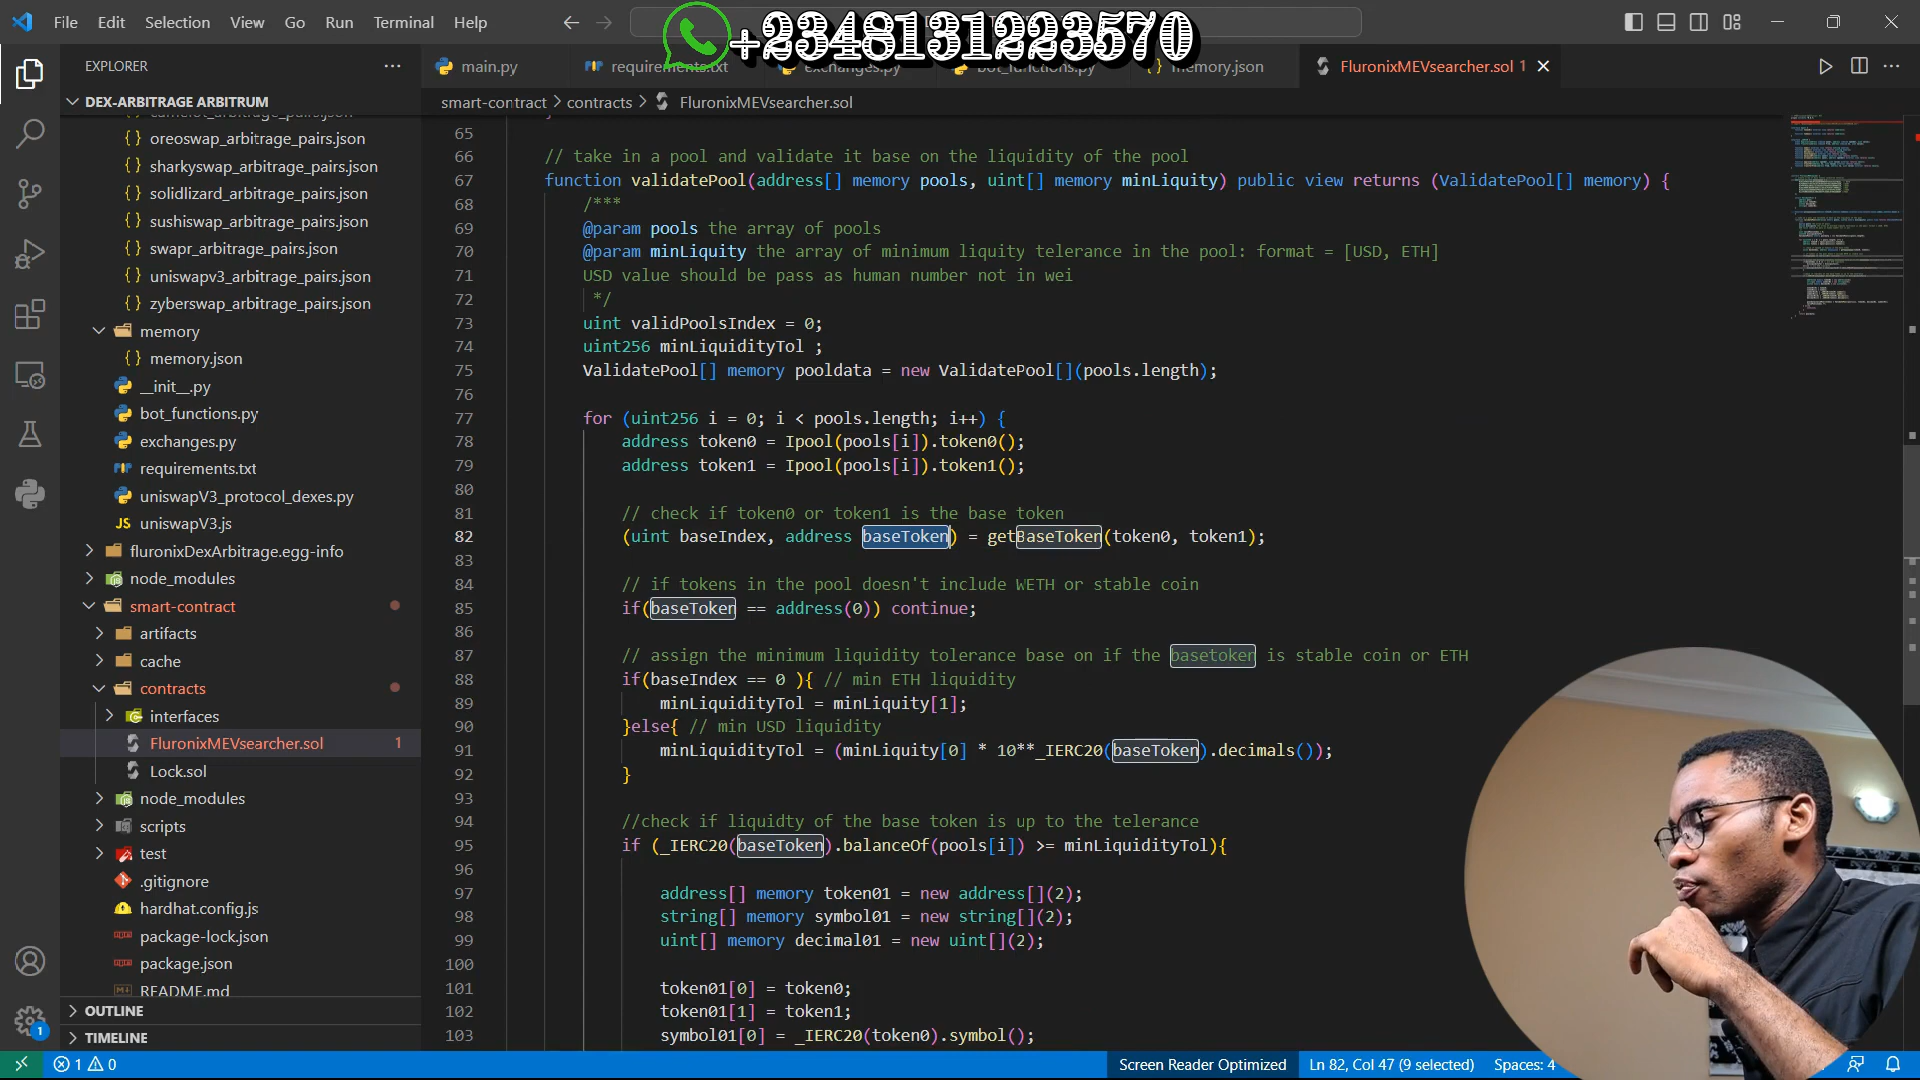 File Edit Selection View Go Run Terminal Help
+2348131223570
EXPLORER
main.py
requirements.txt
exchanges.py
bot_functions.py
memory.json
FluronixMEVsearcher.sol 1
DEX-ARBITRAGE ARBITRUM
smart-contract > contracts > FluronixMEVsearcher.sol
camelot_arbitrage_pairs.json
oreoswap_arbitrage_pairs.json
sharkyswap_arbitrage_pairs.json
solidlizard_arbitrage_pairs.json
sushiswap_arbitrage_pairs.json
swapr_arbitrage_pairs.json
uniswapv3_arbitrage_pairs.json
zyberswap_arbitrage_pairs.json
memory
memory.json
__init__.py
bot_functions.py
exchanges.py
requirements.txt
uniswapV3_protocol_dexes.py
JS uniswapV3.js
fluronixDexArbitrage.egg-info
node_modules
smart-contract
artifacts
cache
contracts
interfaces
FluronixMEVsearcher.sol 1
Lock.sol
node_modules
scripts
test
.gitignore
hardhat.config.js
package-lock.json
package.json
README.md
OUTLINE
TIMELINE
65
66 // take in a pool and validate it base on the liquidity of the pool
67 function validatePool(address[] memory pools, uint[] memory minLiquity) public view returns (ValidatePool[] memory) {
68 /***
69 @param pools the array of pools
70 @param minLiquity the array of minimum liquity telerance in the pool: format = [USD, ETH]
71 USD value should be pass as human number not in wei
72 */
73 uint validPoolsIndex = 0;
74 uint256 minLiquidityTol ;
75 ValidatePool[] memory pooldata = new ValidatePool[](pools.length);
76
77 for (uint256 i = 0; i < pools.length; i++) {
78 address token0 = Ipool(pools[i]).token0();
79 address token1 = Ipool(pools[i]).token1();
80
81 // check if token0 or token1 is the base token
82 (uint baseIndex, address baseToken) = getBaseToken(token0, token1);
83
84 // if tokens in the pool doesn't include WETH or stable coin
85 if(baseToken == address(0)) continue;
86
87 // assign the minimum liquidity tolerance base on if the basetoken is stable coin or ETH
88 if(baseIndex == 0 ){ // min ETH liquidity
89 minLiquidityTol = minLiquity[1];
90 }else{ // min USD liquidity
91 minLiquidityTol = (minLiquity[0] * 10**_IERC20(baseToken).decimals());
92 }
93
94 //check if liquidty of the base token is up to the telerance
95 if (_IERC20(baseToken).balanceOf(pools[i]) >= minLiquidityTol){
96
97 address[] memory token01 = new address[](2);
98 string[] memory symbol01 = new string[](2);
99 uint[] memory decimal01 = new uint[](2);
100
101 token01[0] = token0;
102 token01[1] = token1;
103 symbol01[0] = _IERC20(token0).symbol();
1
1 0
Screen Reader Optimized
Ln 82, Col 47 (9 selected)
Spaces: 4